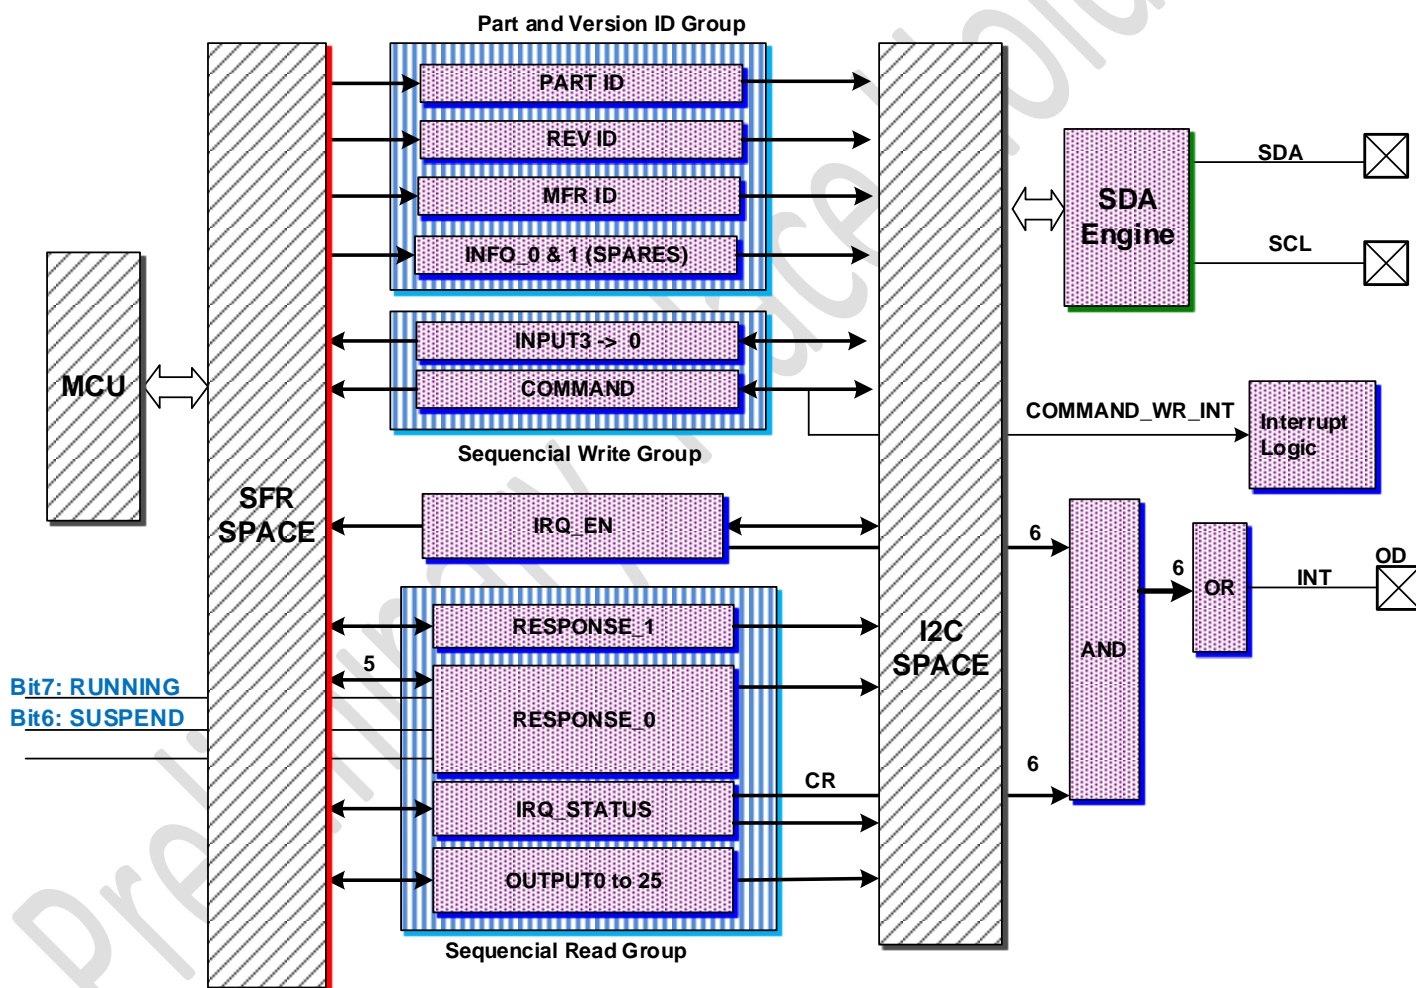 Part and Version ID Group
PART ID
REV ID
MFR ID
INFO_0 & 1 (SPARES)
SDA
Engine
SDA
SCL
MCU
SFR
SPACE
INPUT3 -> 0
COMMAND
Sequencial Write Group
COMMAND_WR_INT
Interrupt
Logic
IRQ_EN
6
6
OR
INT
OD
AND
I2C
SPACE
RESPONSE_1
5
Bit7: RUNNING
Bit6: SUSPEND
RESPONSE_0
CR
6
IRQ_STATUS
OUTPUT0 to 25
Sequencial Read Group